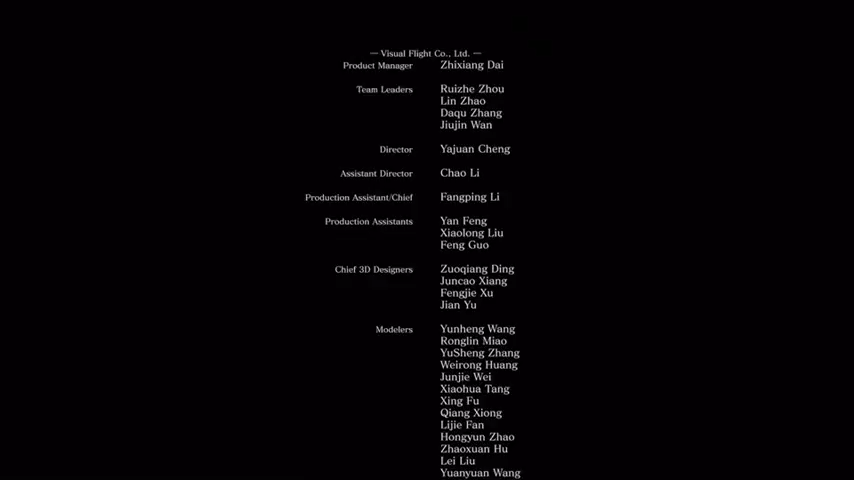 — Visual Flight Co., Ltd. —
Product Manager Zhixiang Dai
Team Leaders Ruizhe Zhou
Lin Zhao
Daqu Zhang
Jiujin Wan
Director Yajuan Cheng
Assistant Director Chao Li
Production Assistant/Chief Fangping Li
Production Assistants Yan Feng
Xiaolong Liu
Feng Guo
Chief 3D Designers Zuoqiang Ding
Juncao Xiang
Fengjie Xu
Jian Yu
Modelers Yunheng Wang
Ronglin Miao
YuSheng Zhang
Weirong Huang
Junjie Wei
Xiaohua Tang
Xing Fu
Qiang Xiong
Lijie Fan
Hongyun Zhao
Zhaoxuan Hu
Lei Liu
Yuanyuan Wang